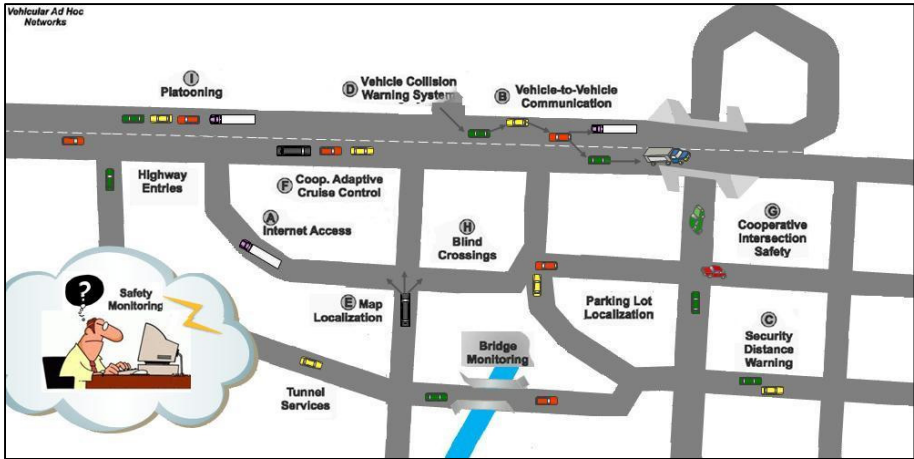 Vehicular Ad Hoc
Networks
I
Platooning
D Vehicle Collision
Warning System
B Vehicle-to-Vehicle
Communication
Highway
Entries
F Coop. Adaptive
Cruise Control
A Internet Access
H
Blind
Crossings
G
Cooperative
Intersection
Safety
?
Safety
Monitoring
E Map
Localization
Parking Lot
Localization
C
Security
Distance
Warning
Bridge
Monitoring
Tunnel
Services